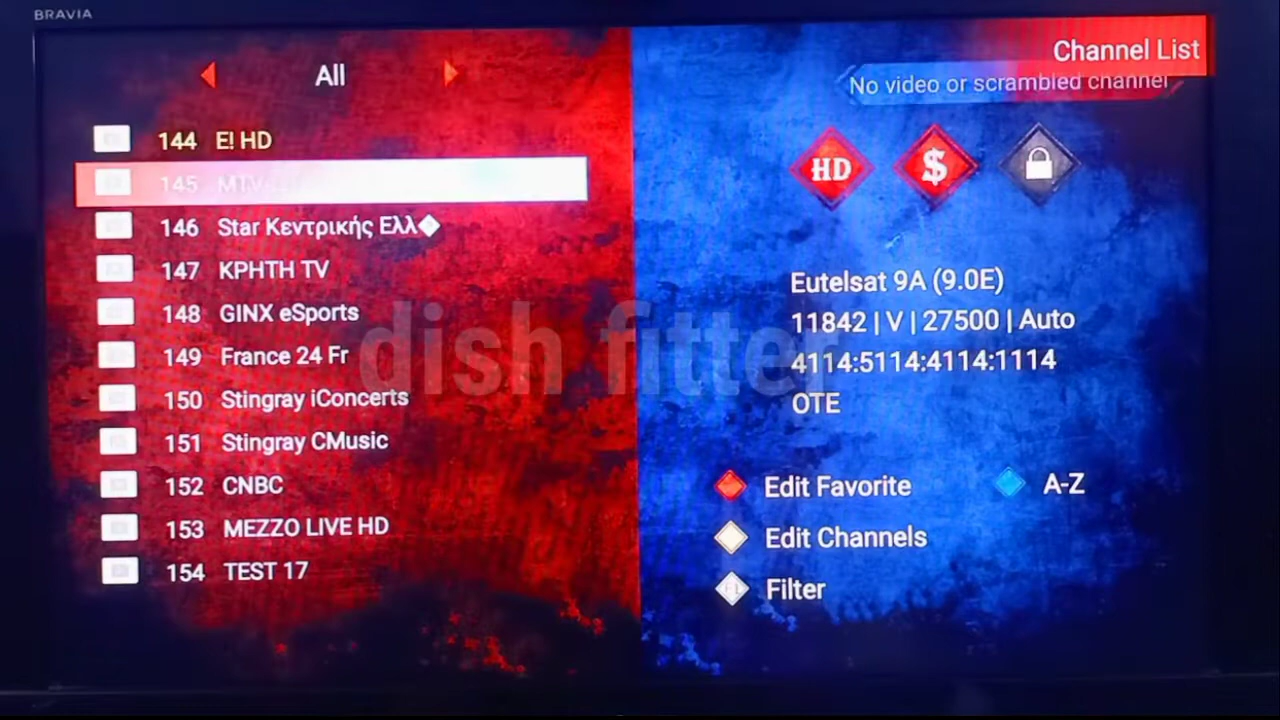 BRAVIA
Channel List
All
No video or scrambled channel
144 E! HD
HD $
145 MTV
146 Star Κεντρικής Ελλ�
147 ΚΡΗΤΗ TV
148 GINX eSports
149 France 24 Fr
150 Stingray iConcerts
151 Stingray CMusic
152 CNBC
153 MEZZO LIVE HD
154 TEST 17
Eutelsat 9A (9.0E)
11842 | V | 27500 | Auto
4114:5114:4114:1114
OTE
dish fitter
Edit Favorite
A-Z
Edit Channels
F1 Filter